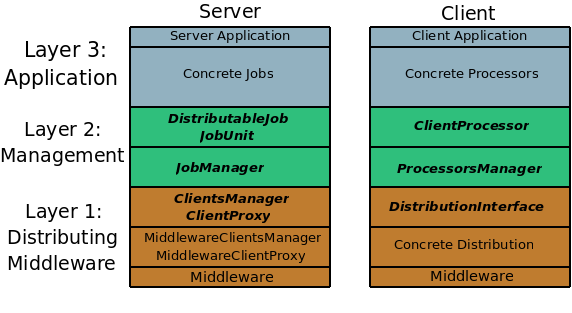 Server
Client
Layer 3:
Application
Server Application
Concrete Jobs
Client Application
Concrete Processors
Layer 2:
Management
DistributableJob
JobUnit
JobManager
ClientProcessor
ProcessorsManager
Layer 1:
Distributing
Middleware
ClientsManager
ClientProxy
MiddlewareClientsManager
MiddlewareClientProxy
Middleware
DistributionInterface
Concrete Distribution
Middleware